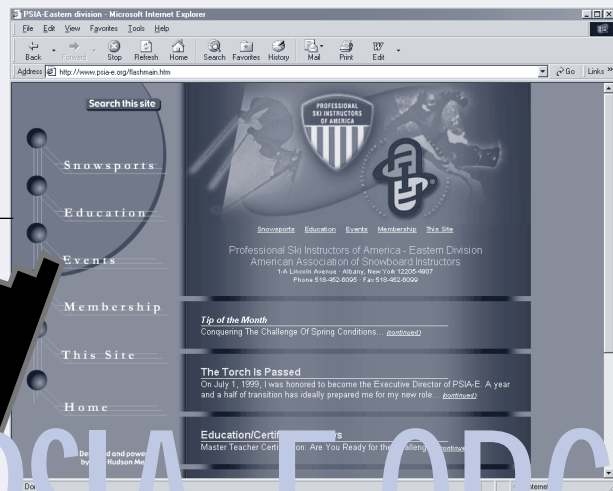 PSIA-Eastern division - Microsoft Internet Explorer
File Edit View Favorites Tools Help
Back Forward Stop Refresh Home Search Favorites History Mail Print Edit
Address http://www.psia-e.org/flashmain.htm Go Links »
Search this site
Snowsports
Education
Events
Membership
This Site
Home
PROFESSIONAL
SKI INSTRUCTORS
OF AMERICA
Snowsports Education Events Membership This Site
Professional Ski Instructors of America - Eastern Division
American Association of Snowboard Instructors
1-A Lincoln Avenue · Albany, New York 12205-4907
Phone 518-452-6095 · Fax 518-452-6099
Tip of the Month
Conquering The Challenge Of Spring Conditions... (continued)
The Torch Is Passed
On July 1, 1999, I was honored to become the Executive Director of PSIA-E. A year
and a half of transition has ideally prepared me for my new role... (continued)
Master Teacher Are You Ready for the